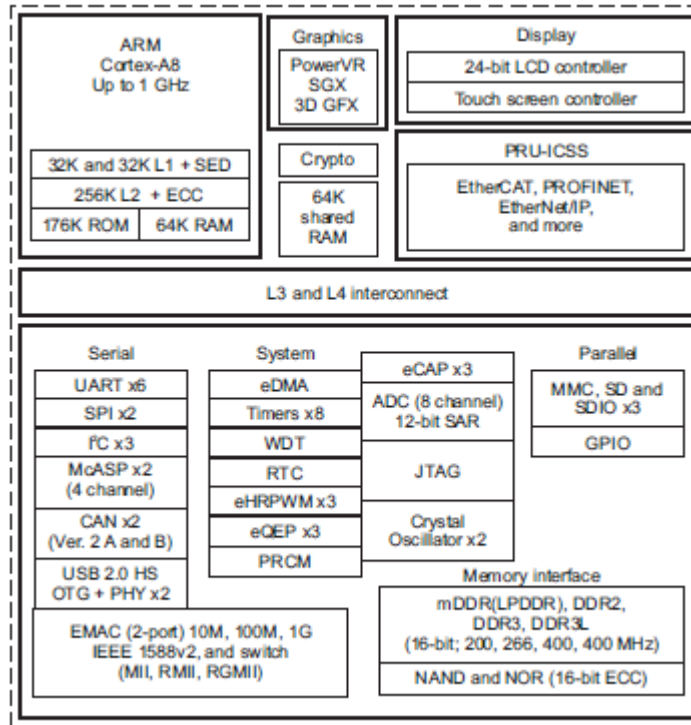 ARM
Cortex-A8
Up to 1 GHz
32K and 32K L1 + SED
256K L2 + ECC
176K ROM
64K RAM
Graphics
PowerVR
SGX
3D GFX
Crypto
64K
shared
RAM
Display
24-bit LCD controller
Touch screen controller
PRU-ICSS
EtherCAT, PROFINET,
EtherNet/IP,
and more
L3 and L4 interconnect
Serial
UART x6
SPI x2
I²C x3
McASP x2
(4 channel)
CAN x2
(Ver. 2 A and B)
USB 2.0 HS
OTG + PHY x2
EMAC (2-port) 10M, 100M, 1G
IEEE 1588v2, and switch
(MII, RMII, RGMII)
System
eDMA
Timers x8
WDT
RTC
eHRPWM x3
eQEP x3
PRCM
eCAP x3
ADC (8 channel)
12-bit SAR
JTAG
Crystal
Oscillator x2
Parallel
MMC, SD and
SDIO x3
GPIO
Memory interface
mDDR(LPDDR), DDR2,
DDR3, DDR3L
(16-bit; 200, 266, 400, 400 MHz)
NAND and NOR (16-bit ECC)